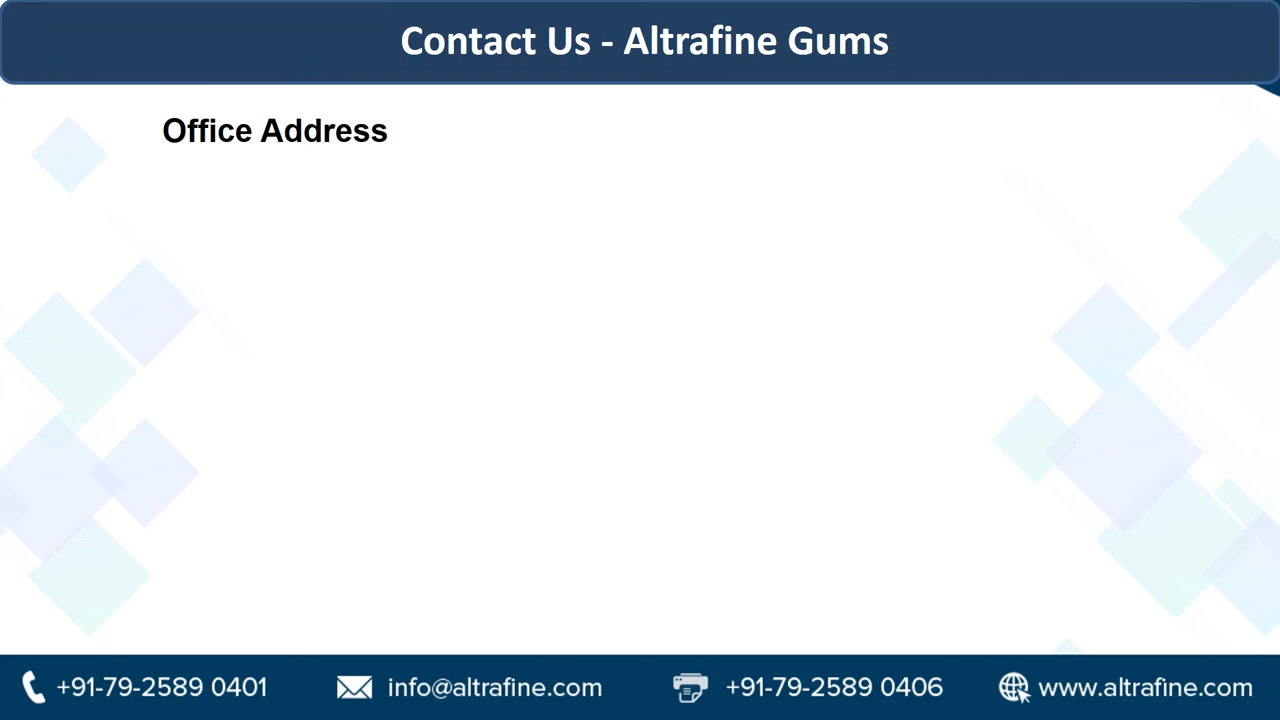 Contact Us - Altrafine Gums
Office Address
+91-79-2589 0401 info@altrafine.com +91-79-2589 0406 www.altrafine.com